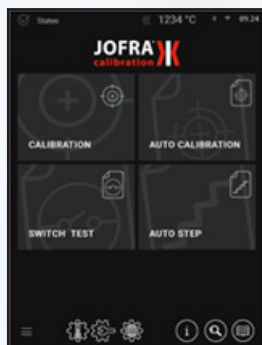 Status 1234 °C 09.24
JOFRA
calibration
CALIBRATION AUTO CALIBRATION
SWITCH TEST AUTO STEP
i